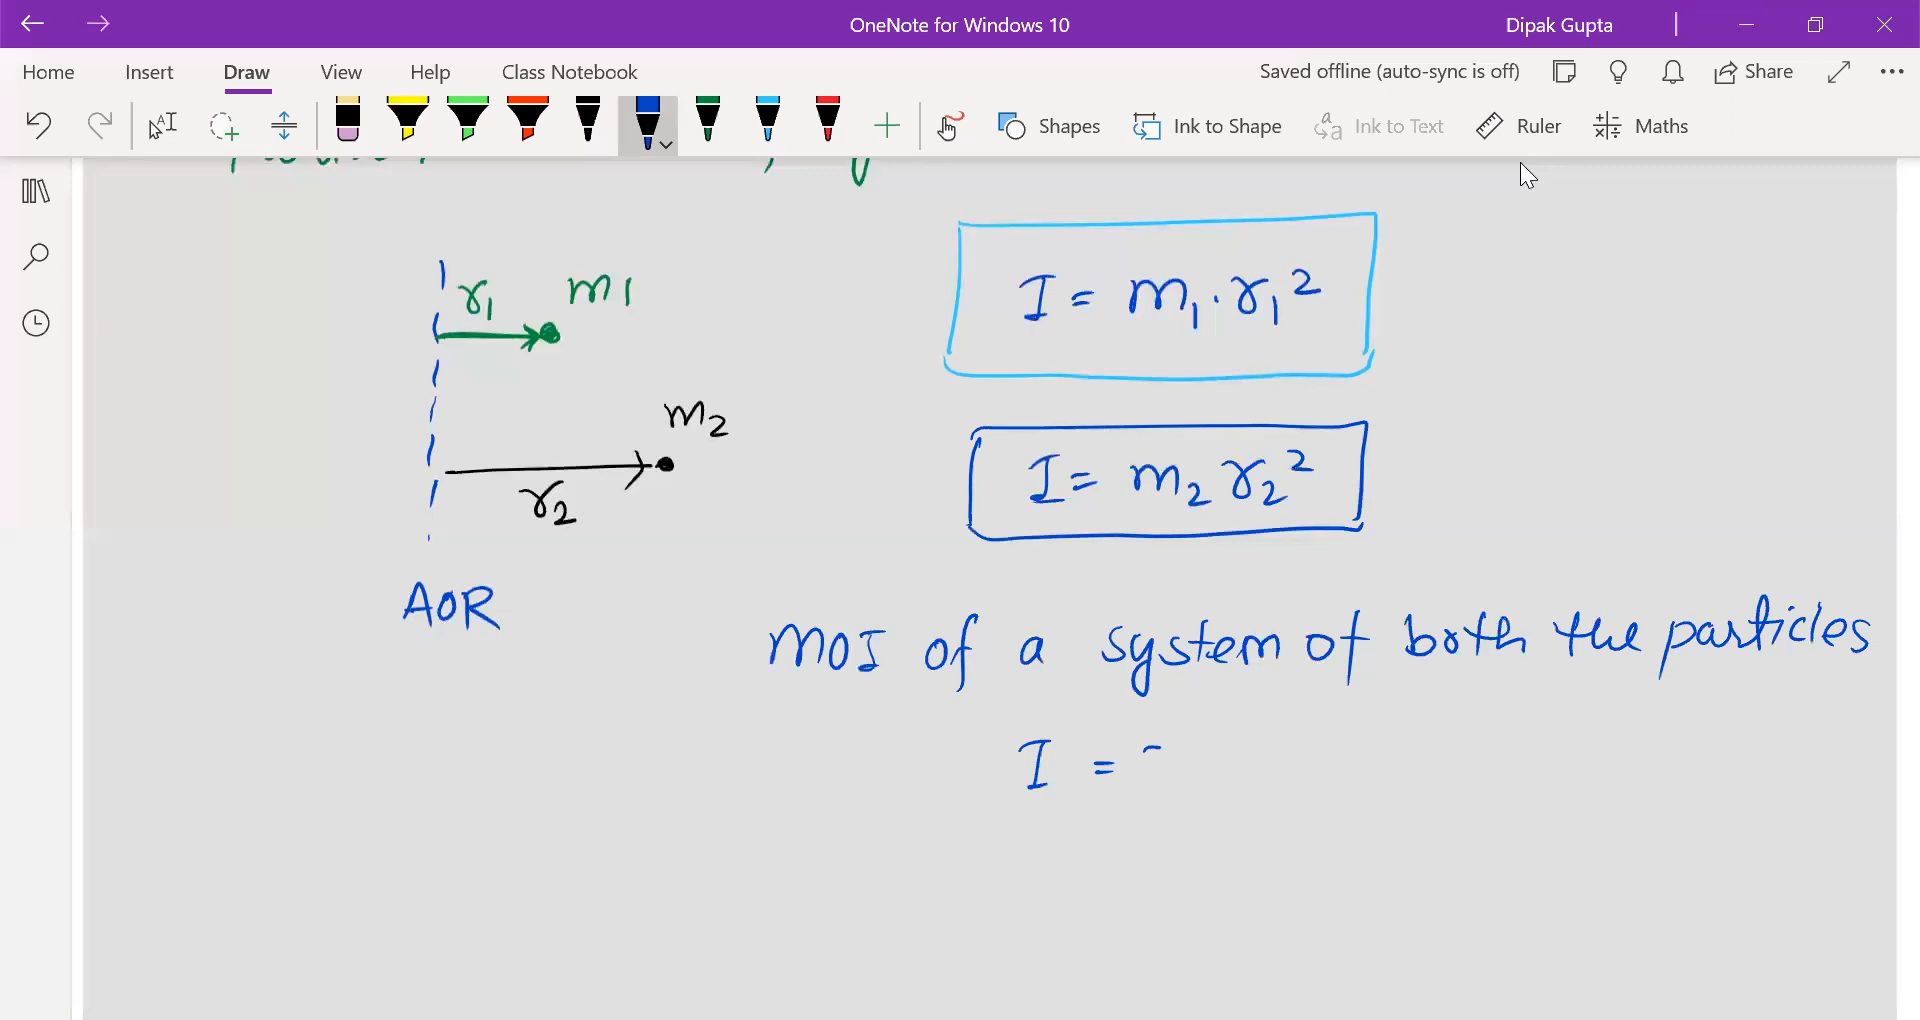 OneNote for Windows 10
Dipak Gupta
Home Insert Draw View Help Class Notebook
Saved offline (auto-sync is off) Share
Shapes Ink to Shape Ink to Text Ruler Maths
r₁ m1
I = m₁·r₁²
m₂
r₂
I = m₂ r₂²
AOR
MOI of a system of both the particles
I =